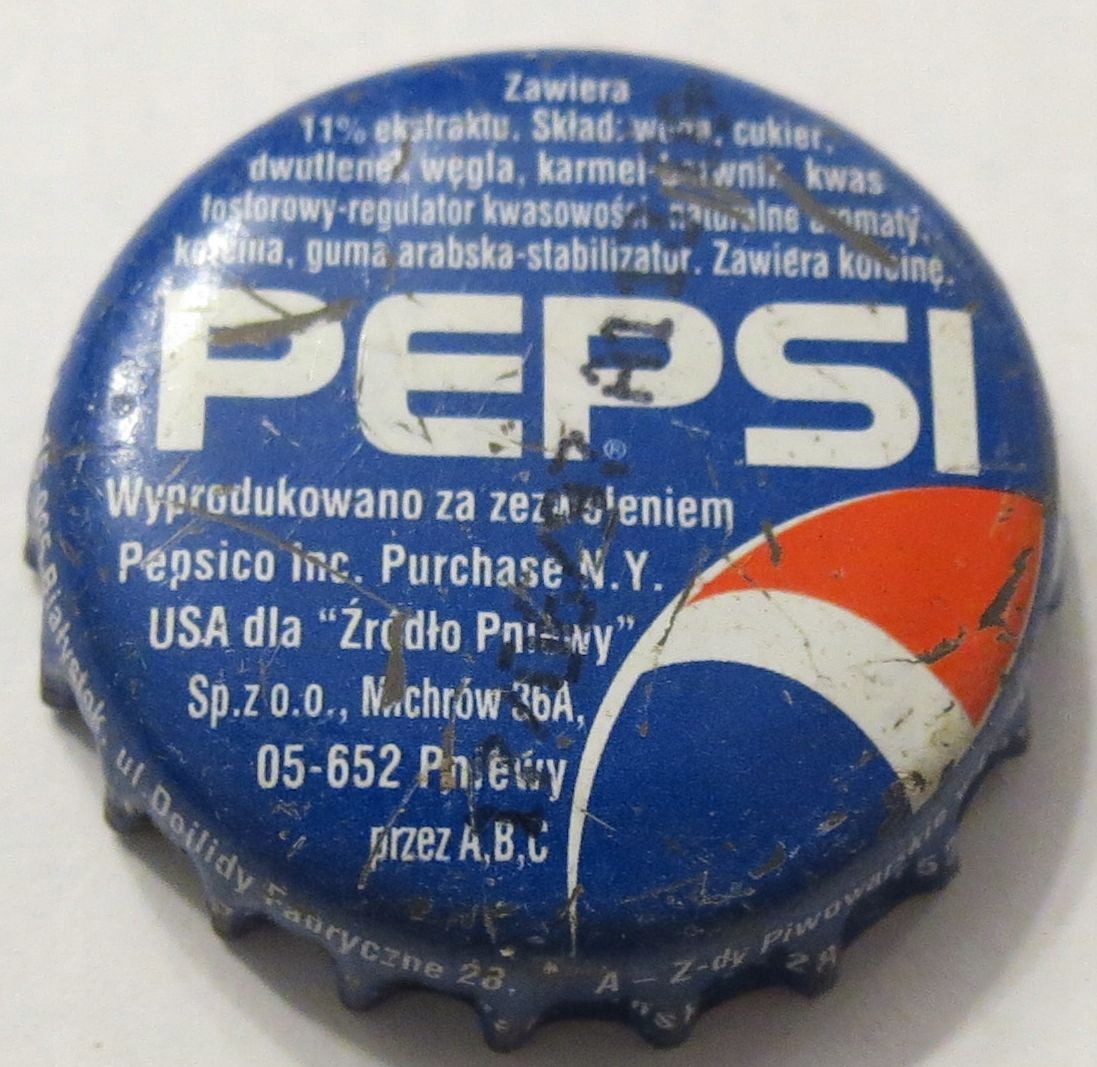 Zawiera
11% ekstraktu. Skład: woda, cukier,
dwutlenek węgla, karmel-barwnik, kwas
fosforowy-regulator kwasowości, naturalne aromaty,
kofeina, guma arabska-stabilizator. Zawiera kofeinę.
PEPSI
®
Wyprodukowano za zezwoleniem
Pepsico inc. Purchase N.Y.
USA dla "Źródło Pniewy"
Sp.z o.o., Michrów 36A,
05-652 Pniewy
przez A,B,C
Białystok, ul. Dojlidy Fabryczne 28. * A - Z-dy Piwowarskie